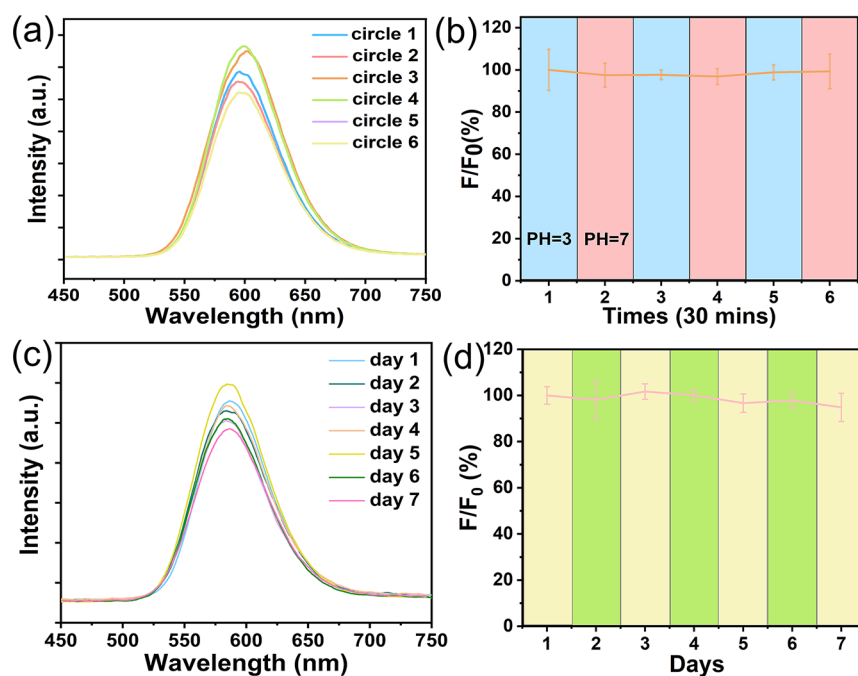 (a)
Intensity (a.u.)
circle 1
circle 2
circle 3
circle 4
circle 5
circle 6
450 500 550 600 650 700 750
Wavelength (nm)
(b)
F/F0(%)
120
100
80
60
40
20
0
PH=3 PH=7
1 2 3 4 5 6
Times (30 mins)
(c)
Intensity (a.u.)
day 1
day 2
day 3
day 4
day 5
day 6
day 7
450 500 550 600 650 700 750
Wavelength (nm)
(d)
F/F0 (%)
120
100
80
60
40
20
0
1 2 3 4 5 6 7
Days